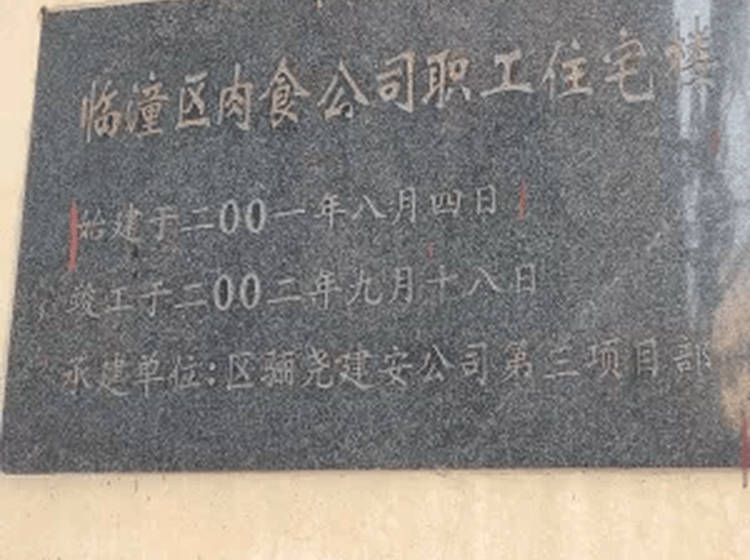 临潼区肉食公司职工住宅楼
始建于二00一年八月四日
竣工于二00二年九月十八日
承建单位:区骊尧建安公司第三项目部